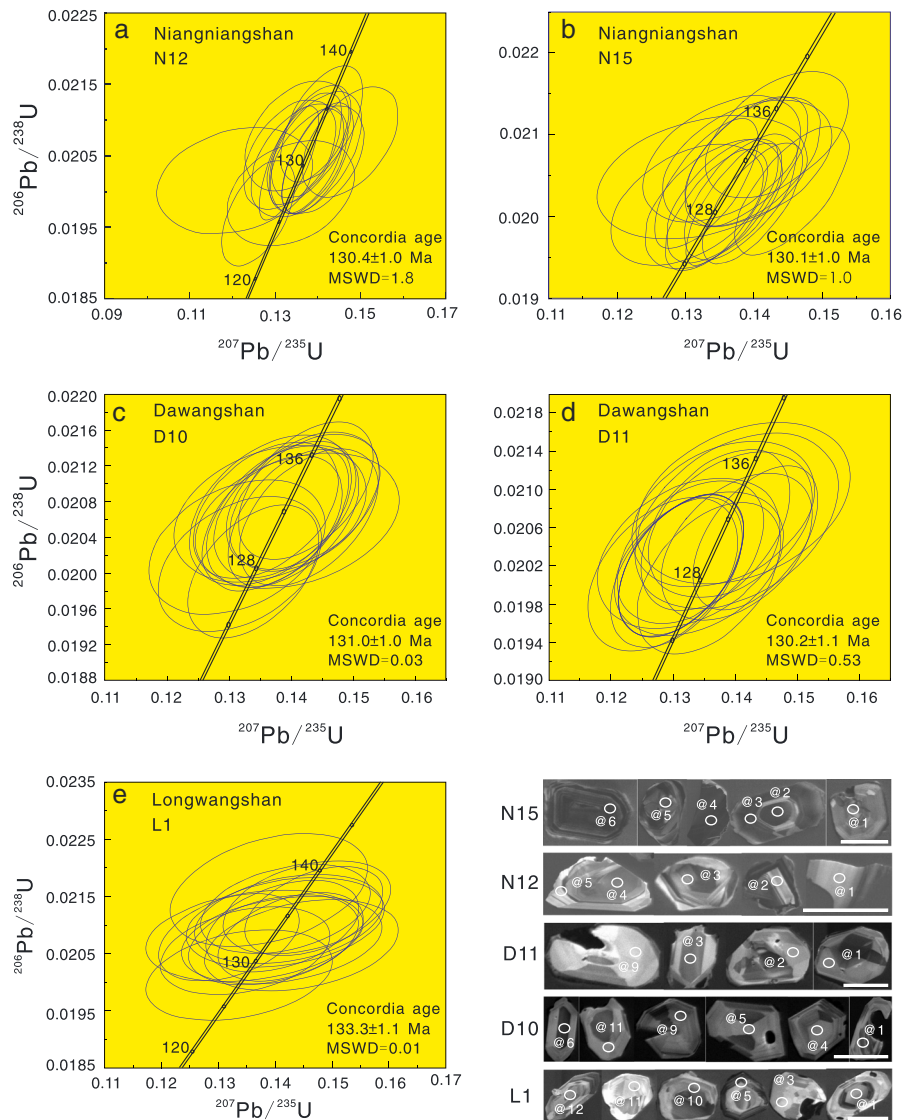 a
Niangniangshan
N12
0.0225
0.0215
0.0205
0.0195
0.0185
140
130
120
Concordia age
130.4±1.0 Ma
MSWD=1.8
0.09
0.11
0.13
0.15
0.17
206Pb/238U
207Pb/235U
b
Niangniangshan
N15
0.022
0.021
0.020
0.019
136
128
Concordia age
130.1±1.0 Ma
MSWD=1.0
0.11
0.12
0.13
0.14
0.15
0.16
207Pb/235U
c
Dawangshan
D10
0.0220
0.0216
0.0212
0.0208
0.0204
0.0200
0.0196
0.0192
0.0188
136
128
Concordia age
131.0±1.0 Ma
MSWD=0.03
0.11
0.12
0.13
0.14
0.15
0.16
206Pb/238U
207Pb/235U
d
Dawangshan
D11
0.0218
0.0214
0.0210
0.0206
0.0202
0.0198
0.0194
0.0190
136
128
Concordia age
130.2±1.1 Ma
MSWD=0.53
0.11
0.12
0.13
0.14
0.15
0.16
207Pb/235U
e
Longwangshan
L1
0.0235
0.0225
0.0215
0.0205
0.0195
0.0185
140
130
120
Concordia age
133.3±1.1 Ma
MSWD=0.01
0.11
0.12
0.13
0.14
0.15
0.16
0.17
206Pb/238U
207Pb/235U
N15
@6
@5
@4
@3
@2
@1
N12
@5
@4
@3
@2
@1
D11
@9
@3
@2
@1
D10
@6
@11
@9
@5
@4
@1
L1
@12
@11
@10
@5
@3
@1